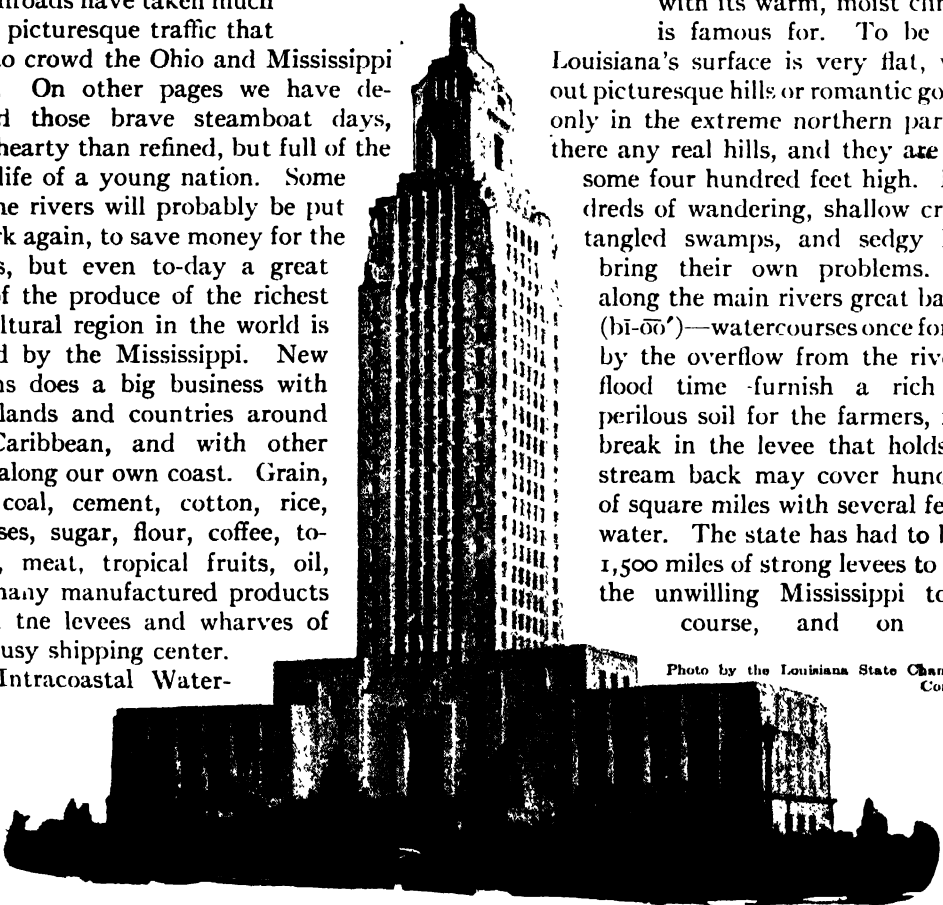 have taken much
picturesque traffic that
to crowd the Ohio and Mississippi
On other pages we have de-
those brave steamboat days,
hearty than refined, but full of the
life of a young nation. Some
rivers will probably be put
again, to save money for the
but even to-day a great
of the produce of the richest
region in the world is
by the Mississippi. New
does a big business with
lands and countries around
Caribbean, and with other
along our own coast. Grain,
coal, cement, cotton, rice,
sugar, flour, coffee, to-
meat, tropical fruits, oil,
many manufactured products
tne levees and wharves of
shipping center.
Intracoastal Water-
with its warm, moist
is famous for. To be
Louisiana's surface is very flat,
out picturesque hills or romantic
only in the extreme northern
there any real hills, and they are
some four hundred feet high.
dreds of wandering, shallow
tangled swamps, and sedgy
bring their own problems.
along the main rivers great
(bī-o͞o′)—watercourses once
by the overflow from the
flood time -furnish a rich
perilous soil for the farmers,
break in the levee that holds
stream back may cover
of square miles with several
water. The state has had to
1,500 miles of strong levees to
the unwilling Mississippi
course, and on
Photo by the Louisiana State